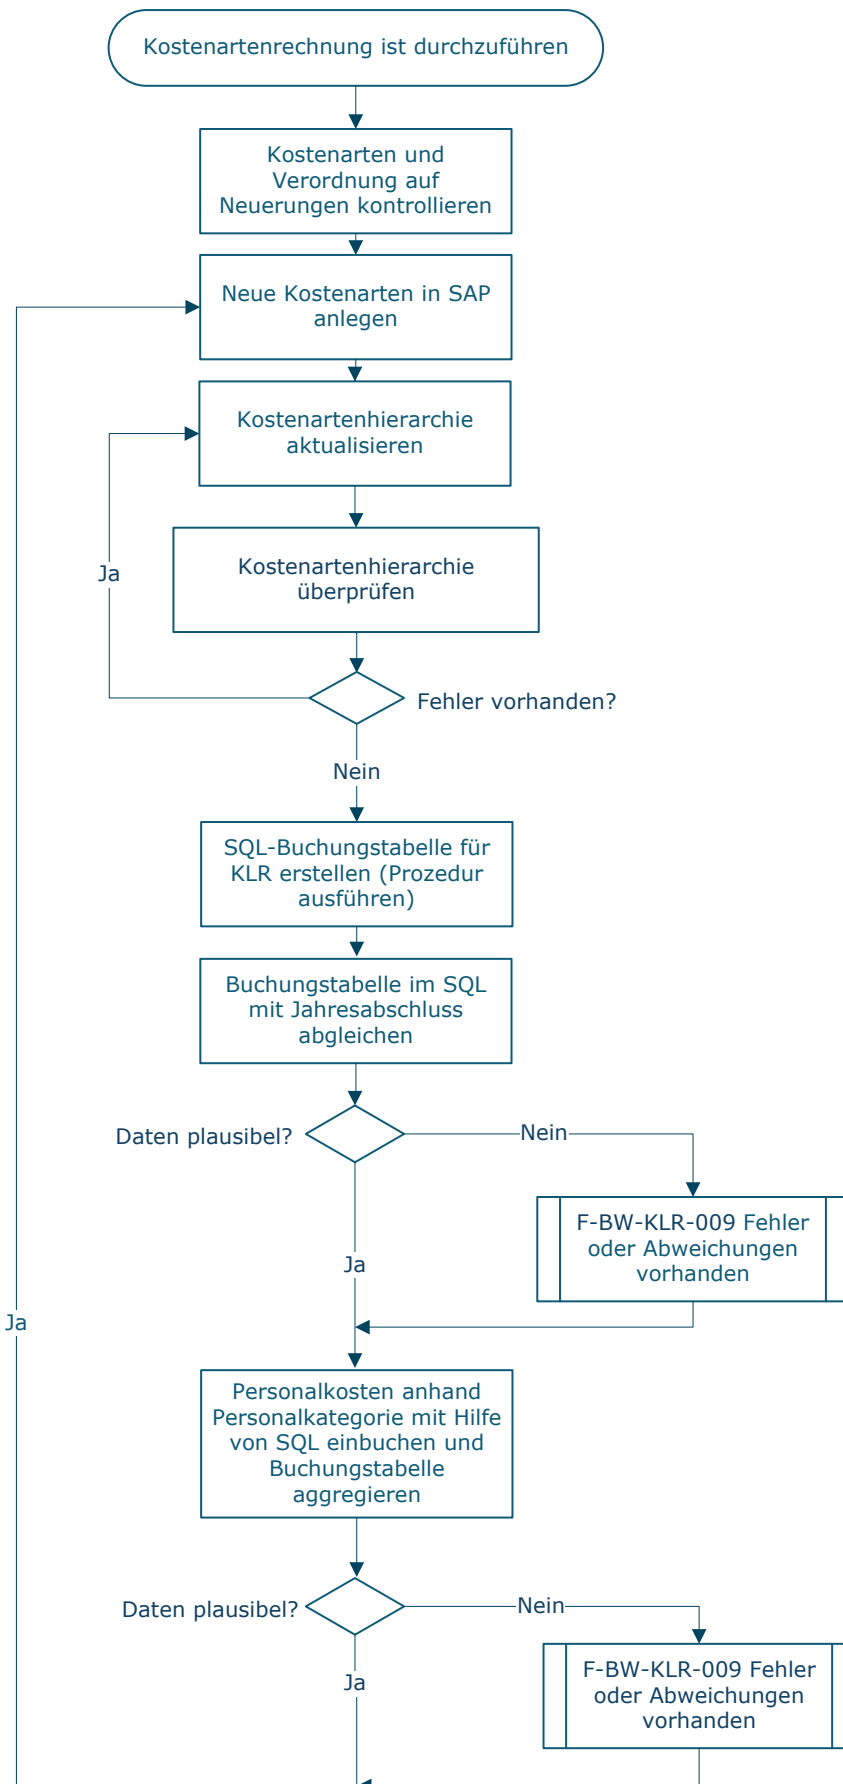 Kostenartenrechnung ist durchzuführen
Kostenarten und
Verordnung auf
Neuerungen kontrollieren
Neue Kostenarten in SAP
anlegen
Kostenartenhierarchie
aktualisieren
Kostenartenhierarchie
überprüfen
Ja
Fehler vorhanden?
Nein
SQL-Buchungstabelle für
KLR erstellen (Prozedur
ausführen)
Buchungstabelle im SQL
mit Jahresabschluss
abgleichen
Daten plausibel?
Nein
F-BW-KLR-009 Fehler
oder Abweichungen
vorhanden
Ja
Ja
Personalkosten anhand
Personalkategorie mit Hilfe
von SQL einbuchen und
Buchungstabelle
aggregieren
Daten plausibel?
Nein
F-BW-KLR-009 Fehler
oder Abweichungen
vorhanden
Ja